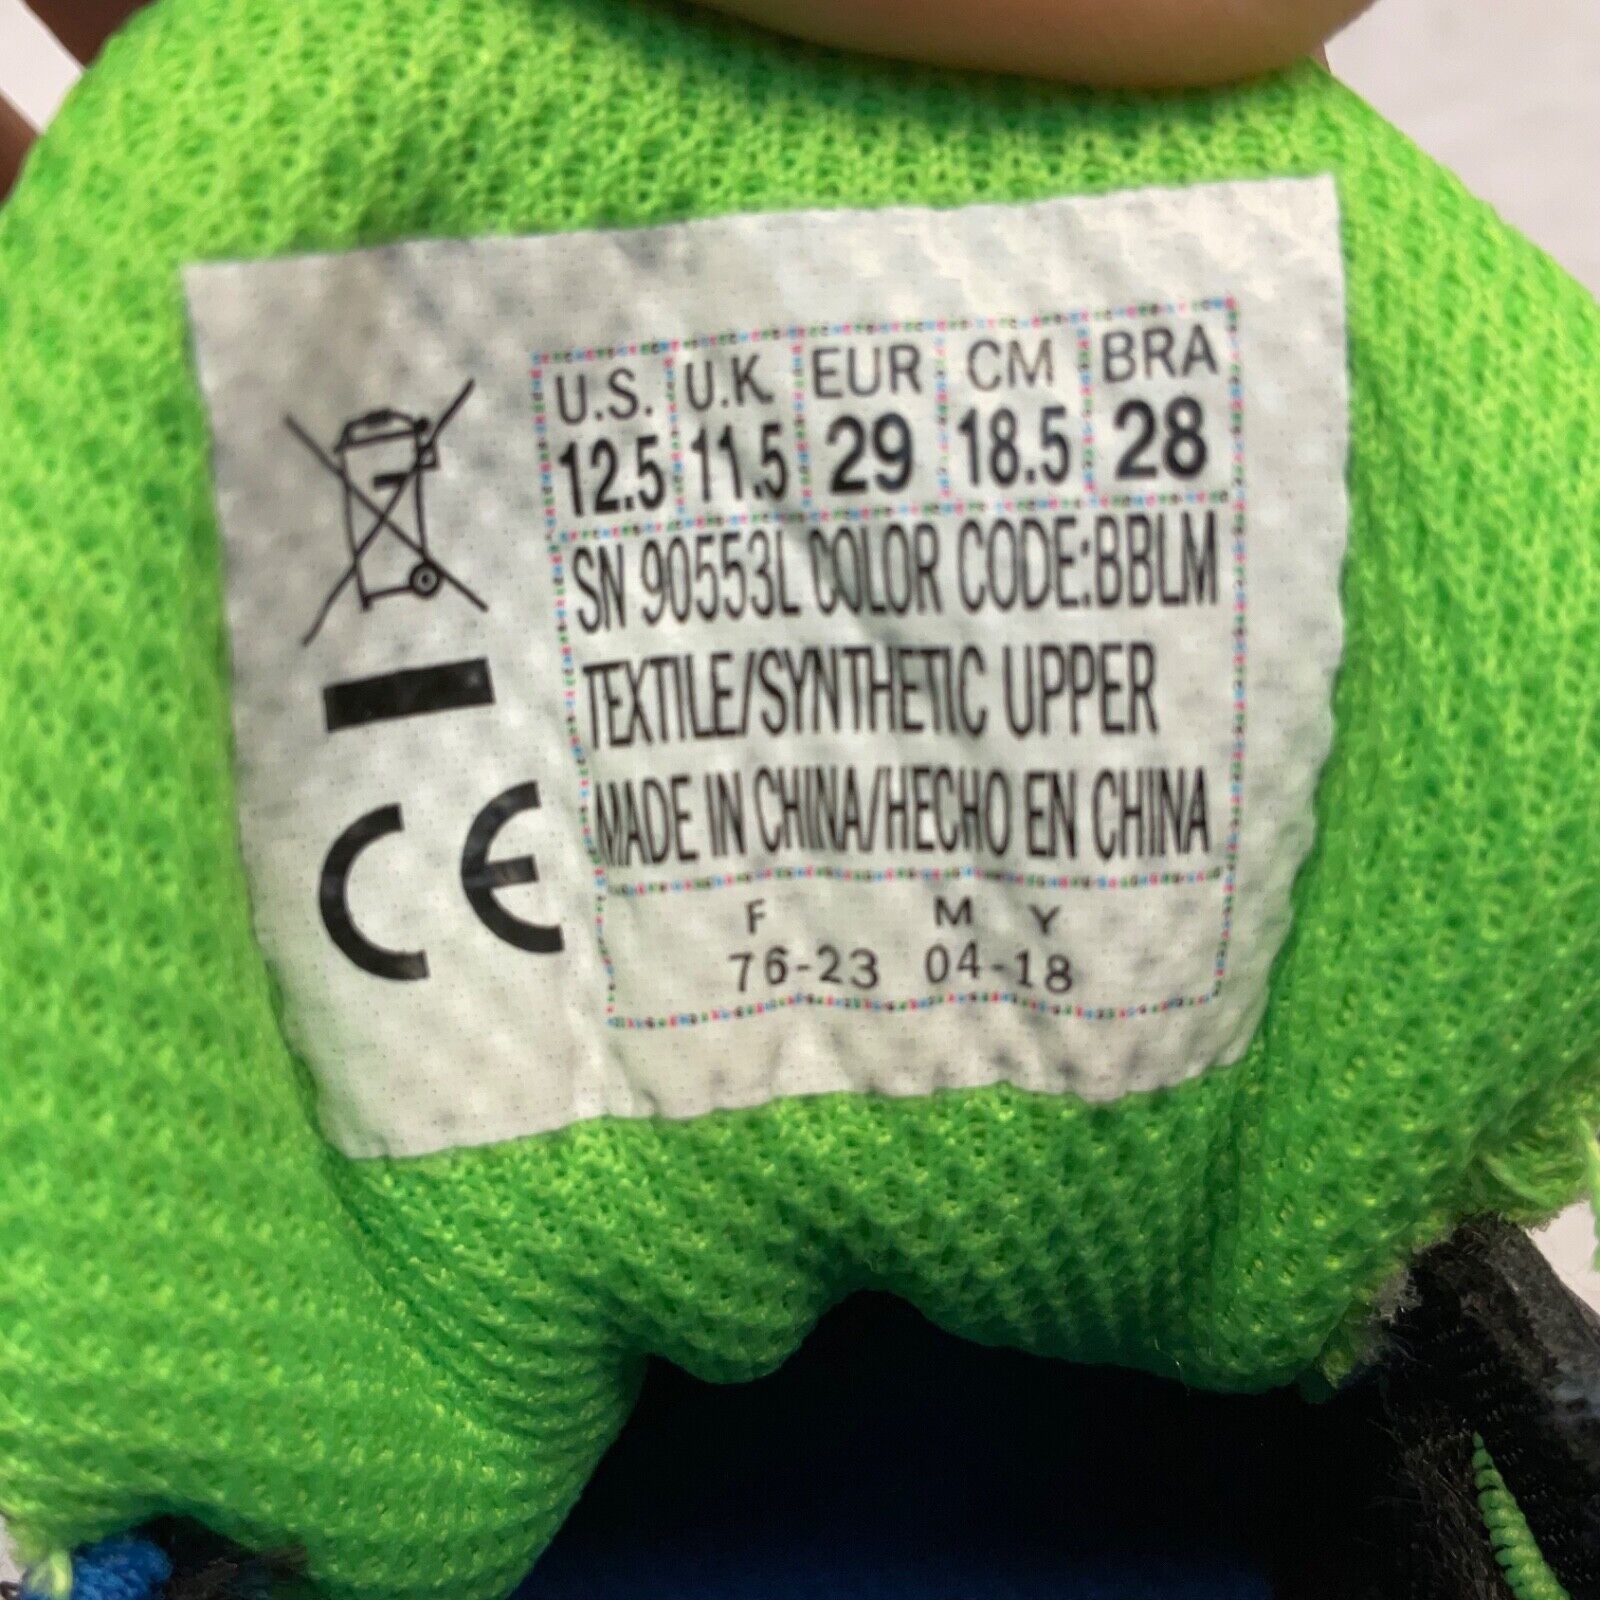 U.S. U.K. EUR CM BRA
12.5 11.5 29 18.5 28
SN 90553L COLOR CODE:BBLM
TEXTILE/SYNTHETIC UPPER
MADE IN CHINA/HECHO EN CHINA
F M Y
76-23 04-18
CE